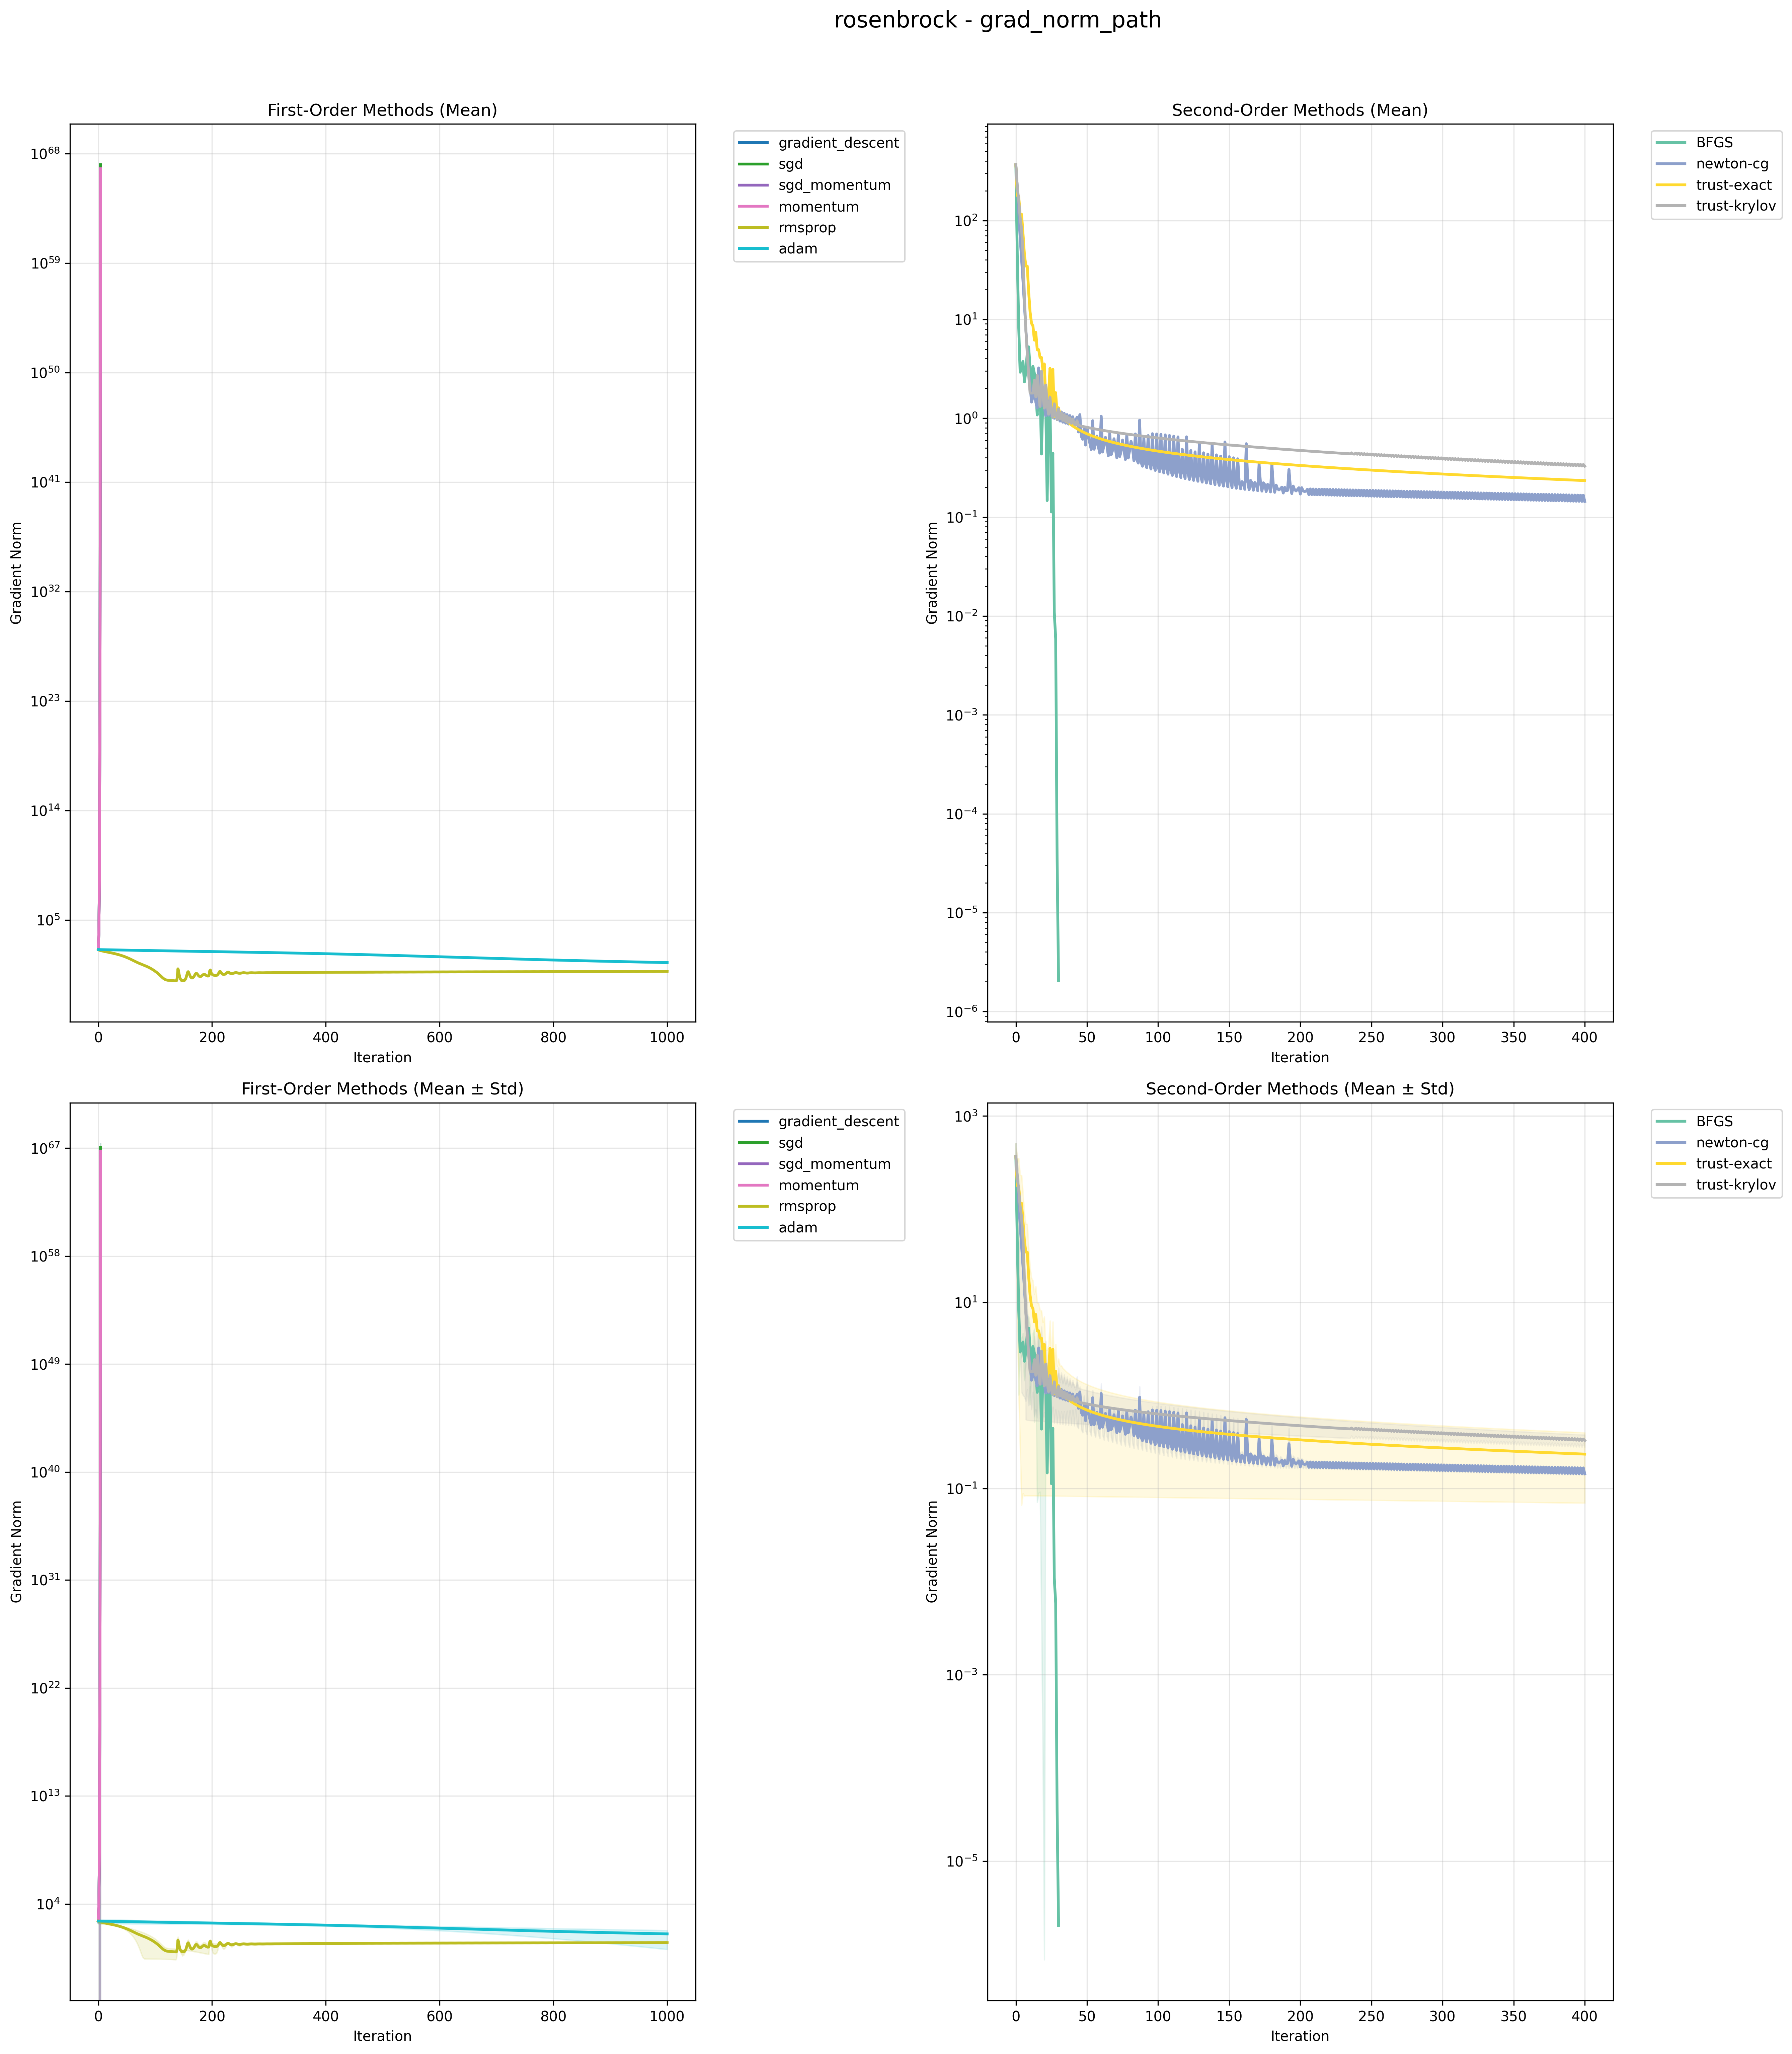 rosenbrock - grad_norm_path
First-Order Methods (Mean)
Gradient Norm
10^68
10^59
10^50
10^41
10^32
10^23
10^14
10^5
0 200 400 600 800 1000
Iteration
gradient_descent
sgd
sgd_momentum
momentum
rmsprop
adam
Second-Order Methods (Mean)
Gradient Norm
10^2
10^1
10^0
10^−1
10^−2
10^−3
10^−4
10^−5
10^−6
0 50 100 150 200 250 300 350 400
Iteration
BFGS
newton-cg
trust-exact
trust-krylov
First-Order Methods (Mean ± Std)
Gradient Norm
10^67
10^58
10^49
10^40
10^31
10^22
10^13
10^4
0 200 400 600 800 1000
Iteration
gradient_descent
sgd
sgd_momentum
momentum
rmsprop
adam
Second-Order Methods (Mean ± Std)
Gradient Norm
10^3
10^1
10^−1
10^−3
10^−5
0 50 100 150 200 250 300 350 400
Iteration
BFGS
newton-cg
trust-exact
trust-krylov